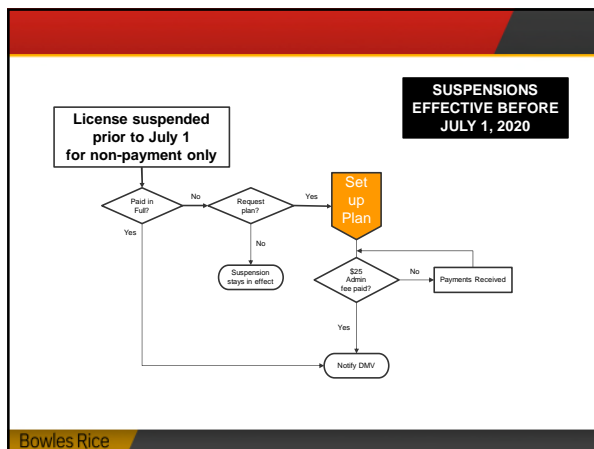 SUSPENSIONS
EFFECTIVE BEFORE
JULY 1, 2020
License suspended
prior to July 1
for non-payment only
Paid in
Full?
No
Request
plan?
Yes
Set
up
Plan
Yes
No
Suspension
stays in effect
$25
Admin
fee paid?
No
Payments Received
Yes
Notify DMV
Bowles Rice